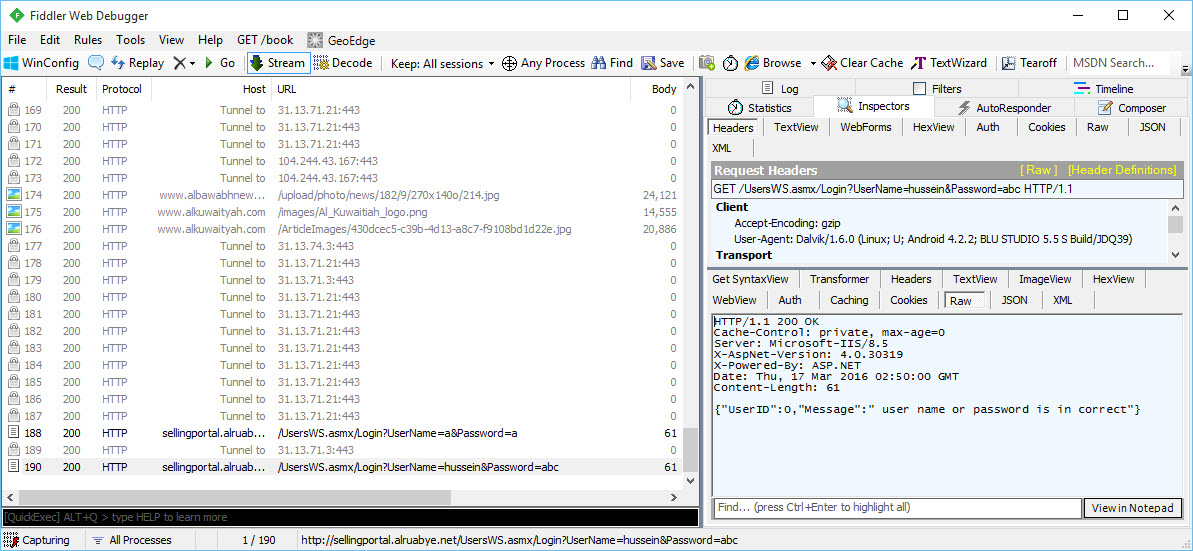 Fiddler Web Debugger
File Edit Rules Tools View Help GET /book GeoEdge
WinConfig Replay Go Stream Decode Keep: All sessions Any Process Find Save Browse Clear Cache TextWizard Tearoff MSDN Search...
# Result Protocol Host URL Body
169 200 HTTP Tunnel to 31.13.71.21:443 0
170 200 HTTP Tunnel to 31.13.71.21:443 0
171 200 HTTP Tunnel to 31.13.71.21:443 0
172 200 HTTP Tunnel to 104.244.43.167:443 0
173 200 HTTP Tunnel to 104.244.43.167:443 0
174 200 HTTP www.albawabhnew... /upload/photo/news/182/9/270x140o/214.jpg 24,121
175 200 HTTP www.alkuwaityah.com /images/Al_Kuwaitiah_logo.png 14,555
176 200 HTTP www.alkuwaityah.com /ArticleImages/430dcec5-c39b-4d13-a8c7-f9108bd1d22e.jpg 20,886
177 200 HTTP Tunnel to 31.13.74.3:443 0
178 200 HTTP Tunnel to 31.13.71.21:443 0
179 200 HTTP Tunnel to 31.13.71.3:443 0
180 200 HTTP Tunnel to 31.13.71.21:443 0
181 200 HTTP Tunnel to 31.13.71.21:443 0
182 200 HTTP Tunnel to 31.13.71.21:443 0
183 200 HTTP Tunnel to 31.13.71.21:443 0
184 200 HTTP Tunnel to 31.13.71.21:443 0
185 200 HTTP Tunnel to 31.13.71.21:443 0
186 200 HTTP Tunnel to 31.13.71.21:443 0
187 200 HTTP Tunnel to 31.13.71.21:443 0
188 200 HTTP sellingportal.alruab... /UsersWS.asmx/Login?UserName=a&Password=a 61
189 200 HTTP Tunnel to 31.13.71.3:443 0
190 200 HTTP sellingportal.alruab... /UsersWS.asmx/Login?UserName=hussein&Password=abc 61
[QuickExec] ALT+Q > type HELP to learn more
Log Filters Timeline
Statistics Inspectors AutoResponder Composer
Headers TextView WebForms HexView Auth Cookies Raw JSON
XML
Request Headers [ Raw ] [Header Definitions]
GET /UsersWS.asmx/Login?UserName=hussein&Password=abc HTTP/1.1
Client
Accept-Encoding: gzip
User-Agent: Dalvik/1.6.0 (Linux; U; Android 4.2.2; BLU STUDIO 5.5 S Build/JDQ39)
Transport
Get SyntaxView Transformer Headers TextView ImageView HexView
WebView Auth Caching Cookies Raw JSON XML
HTTP/1.1 200 OK
Cache-Control: private, max-age=0
Server: Microsoft-IIS/8.5
X-AspNet-Version: 4.0.30319
X-Powered-By: ASP.NET
Date: Thu, 17 Mar 2016 02:50:00 GMT
Content-Length: 61
{"UserID":0,"Message":" user name or password is in correct"}
Find... (press Ctrl+Enter to highlight all) View in Notepad
Capturing All Processes 1 / 190 http://sellingportal.alruabye.net/UsersWS.asmx/Login?UserName=hussein&Password=abc